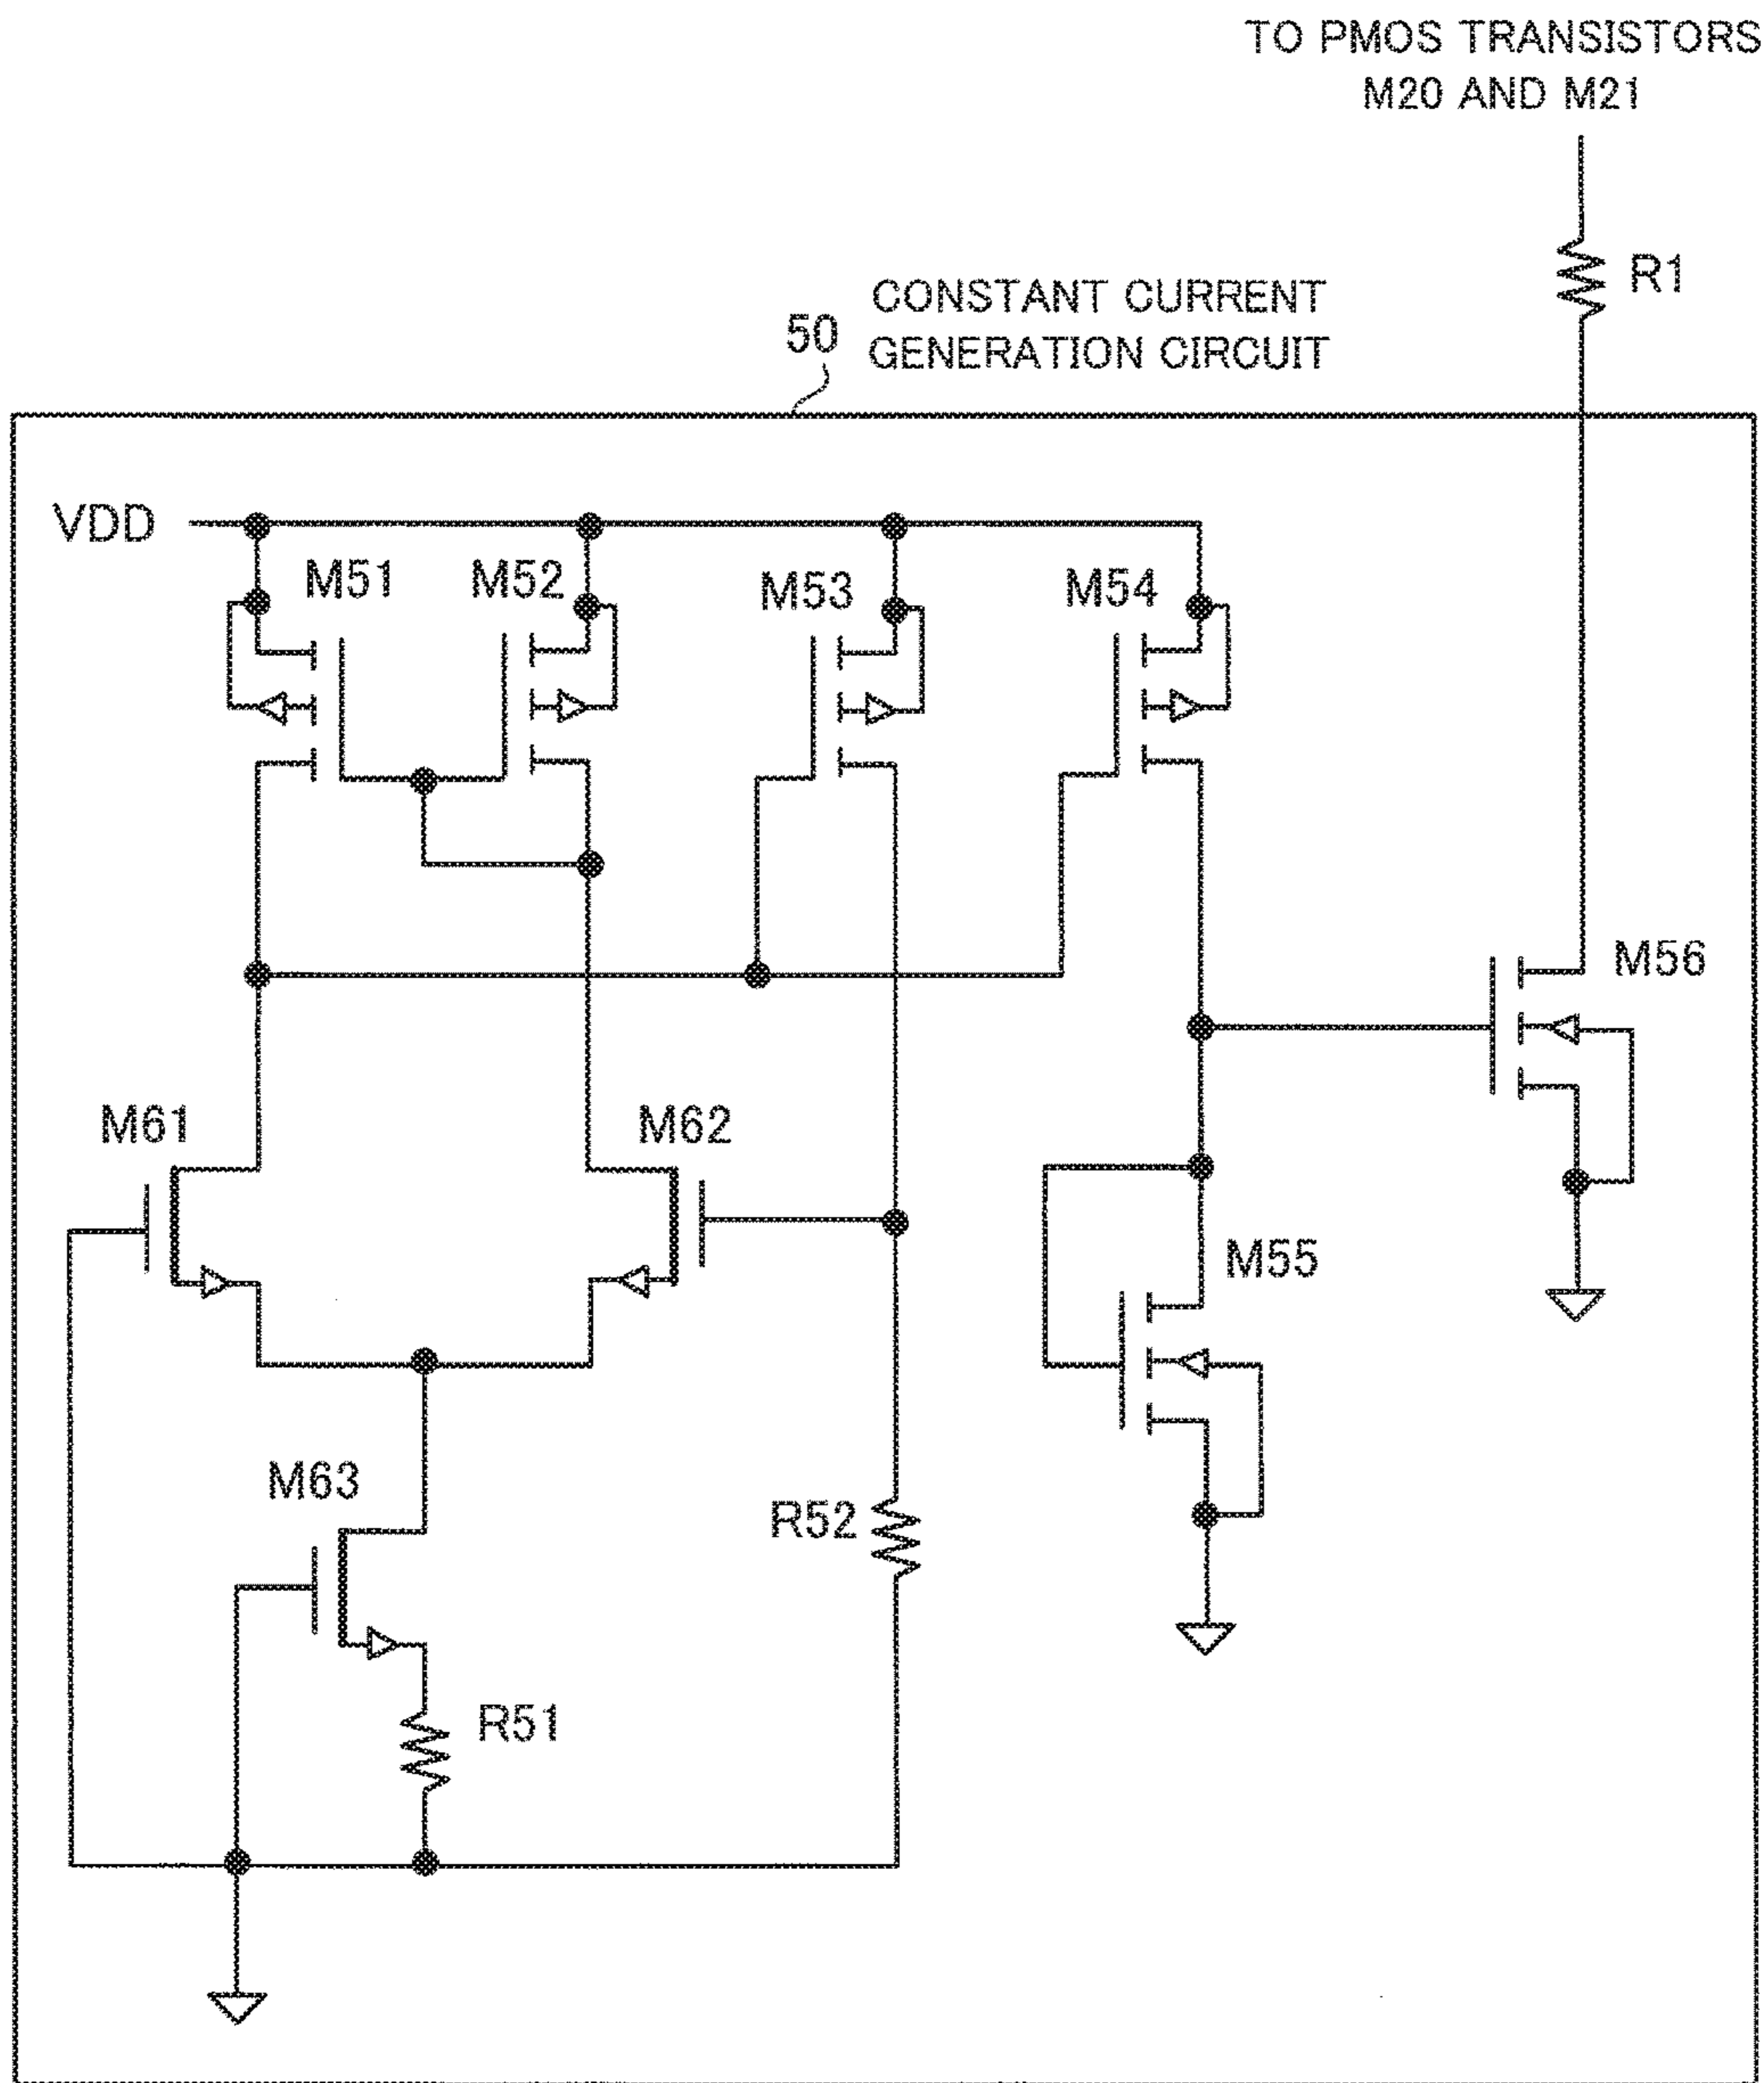 TO PMOS TRANSISTORS
M20 AND M21
R1
CONSTANT CURRENT
50 GENERATION CIRCUIT
VDD
M51
M52
M53
M54
M56
M61
M62
M55
M63
R52
R51